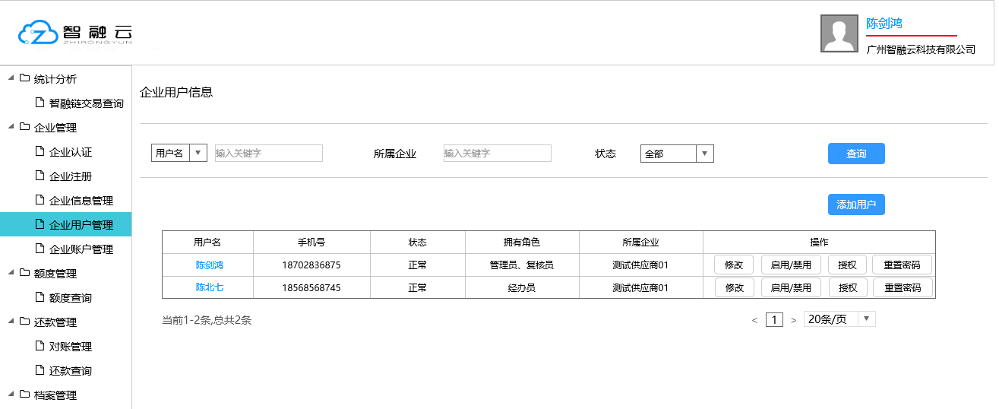 智融云
ZHIRONGYUN
陈剑鸿
广州智融云科技有限公司
统计分析
智融链交易查询
企业管理
企业认证
企业注册
企业信息管理
企业用户管理
企业账户管理
额度管理
额度查询
还款管理
对账管理
还款查询
档案管理
企业用户信息
用户名 输入关键字 所属企业 输入关键字 状态 全部 查询
添加用户
用户名 手机号 状态 拥有角色 所属企业 操作
陈剑鸿 18702836875 正常 管理员、复核员 测试供应商01 修改 启用/禁用 授权 重置密码
陈北七 18568568745 正常 经办员 测试供应商01 修改 启用/禁用 授权 重置密码
当前1-2条,总共2条 < 1 > 20条/页